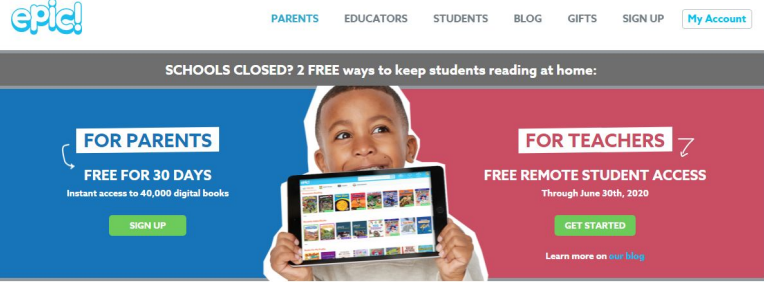 epic!
PARENTS EDUCATORS STUDENTS BLOG GIFTS SIGN UP My Account
SCHOOLS CLOSED? 2 FREE ways to keep students reading at home:
FOR PARENTS
FREE FOR 30 DAYS
Instant access to 40,000 digital books
SIGN UP
FOR TEACHERS
FREE REMOTE STUDENT ACCESS
Through June 30th, 2020
GET STARTED
Learn more on our blog